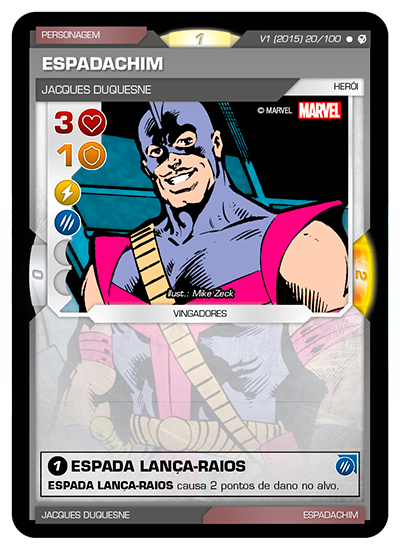 PERSONAGEM
1
V1 (2015) 20/100
ESPADACHIM
JACQUES DUQUESNE
HERÓI
3
© MARVEL MARVEL
1
0
2
Ilust.: Mike Zeck
VINGADORES
1 ESPADA LANÇA-RAIOS
ESPADA LANÇA-RAIOS causa 2 pontos de dano no alvo.
JACQUES DUQUESNE
ESPADACHIM